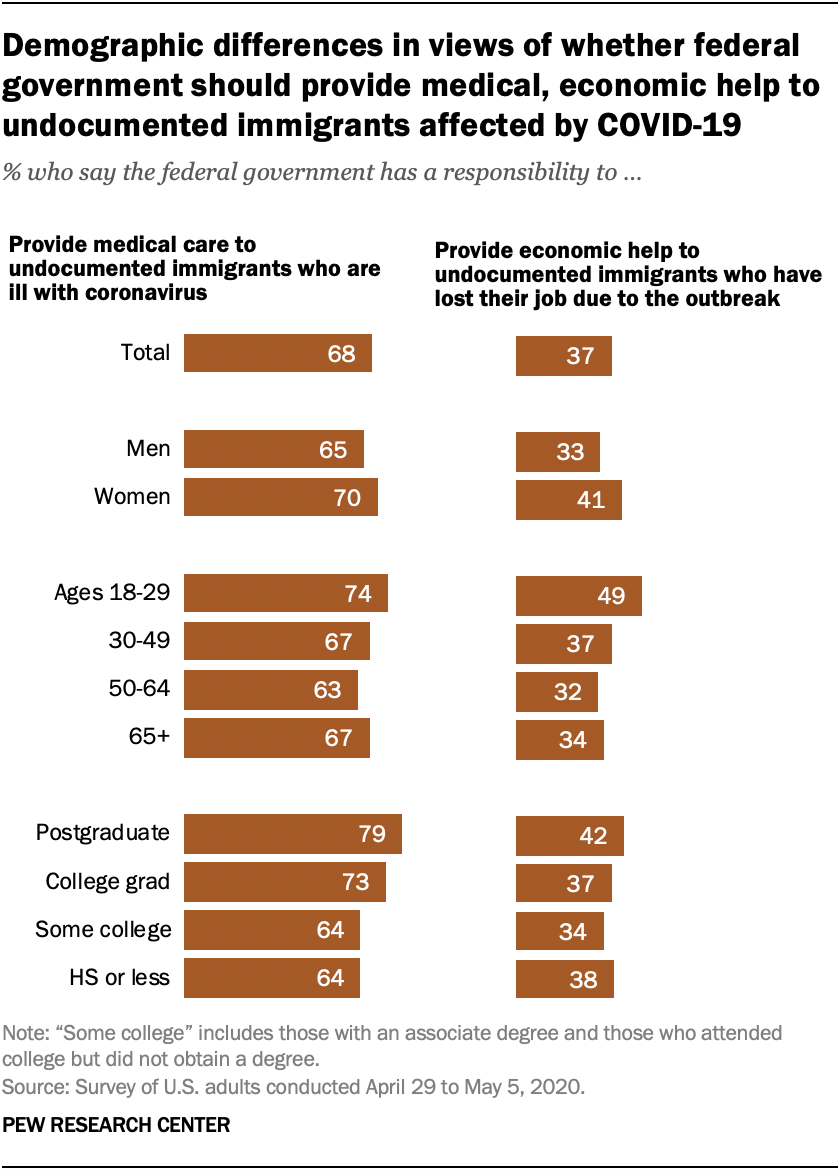 Demographic differences in views of whether federal
government should provide medical, economic help to
undocumented immigrants affected by COVID-19
% who say the federal government has a responsibility to ...
Provide medical care to
undocumented immigrants who are
ill with coronavirus
Provide economic help to
undocumented immigrants who have
lost their job due to the outbreak
Total 68 37
Men 65 33
Women 70 41
Ages 18-29 74 49
30-49 67 37
50-64 63 32
65+ 67 34
Postgraduate 79 42
College grad 73 37
Some college 64 34
HS or less 64 38
Note: “Some college” includes those with an associate degree and those who attended
college but did not obtain a degree.
Source: Survey of U.S. adults conducted April 29 to May 5, 2020.
PEW RESEARCH CENTER